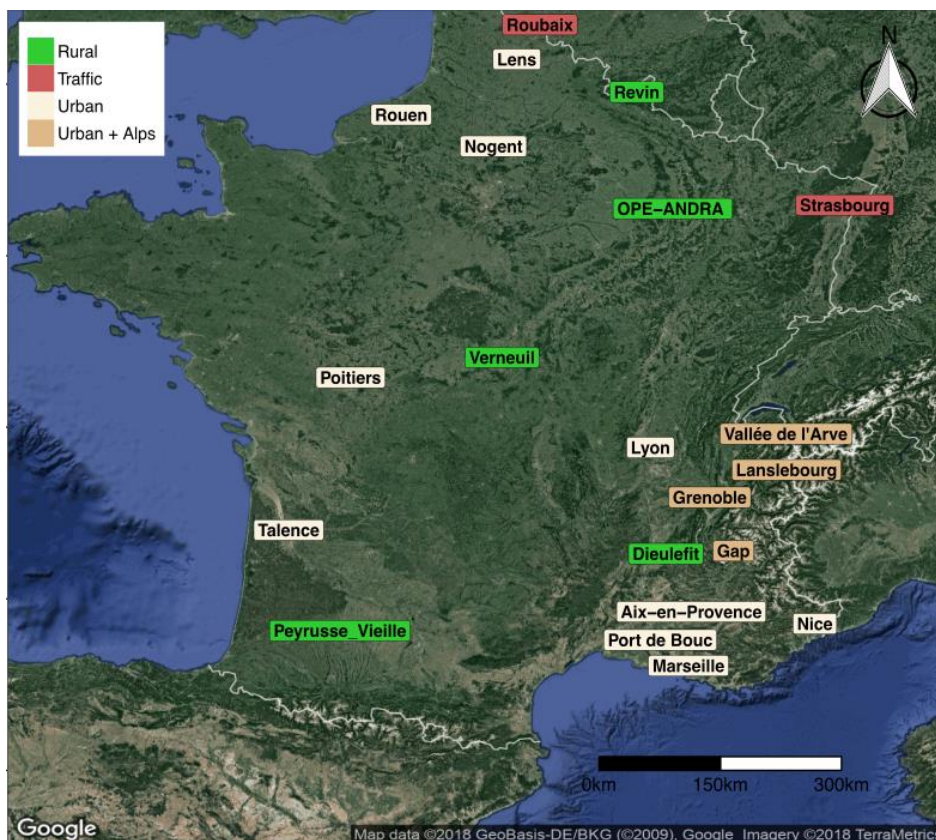 Rural
Traffic
Urban
Urban + Alps
N
Roubaix
Lens
Revin
Rouen
Nogent
OPE−ANDRA
Strasbourg
Verneuil
Poitiers
Vallée de l'Arve
Lyon
Lanslebourg
Grenoble
Talence
Dieulefit
Gap
Aix−en−Provence
Nice
Peyrusse_Vieille
Port de Bouc
Marseille
0km
150km
300km
Google
Map data ©2018 GeoBasis-DE/BKG (©2009), Google, Imagery ©2018 TerraMetrics